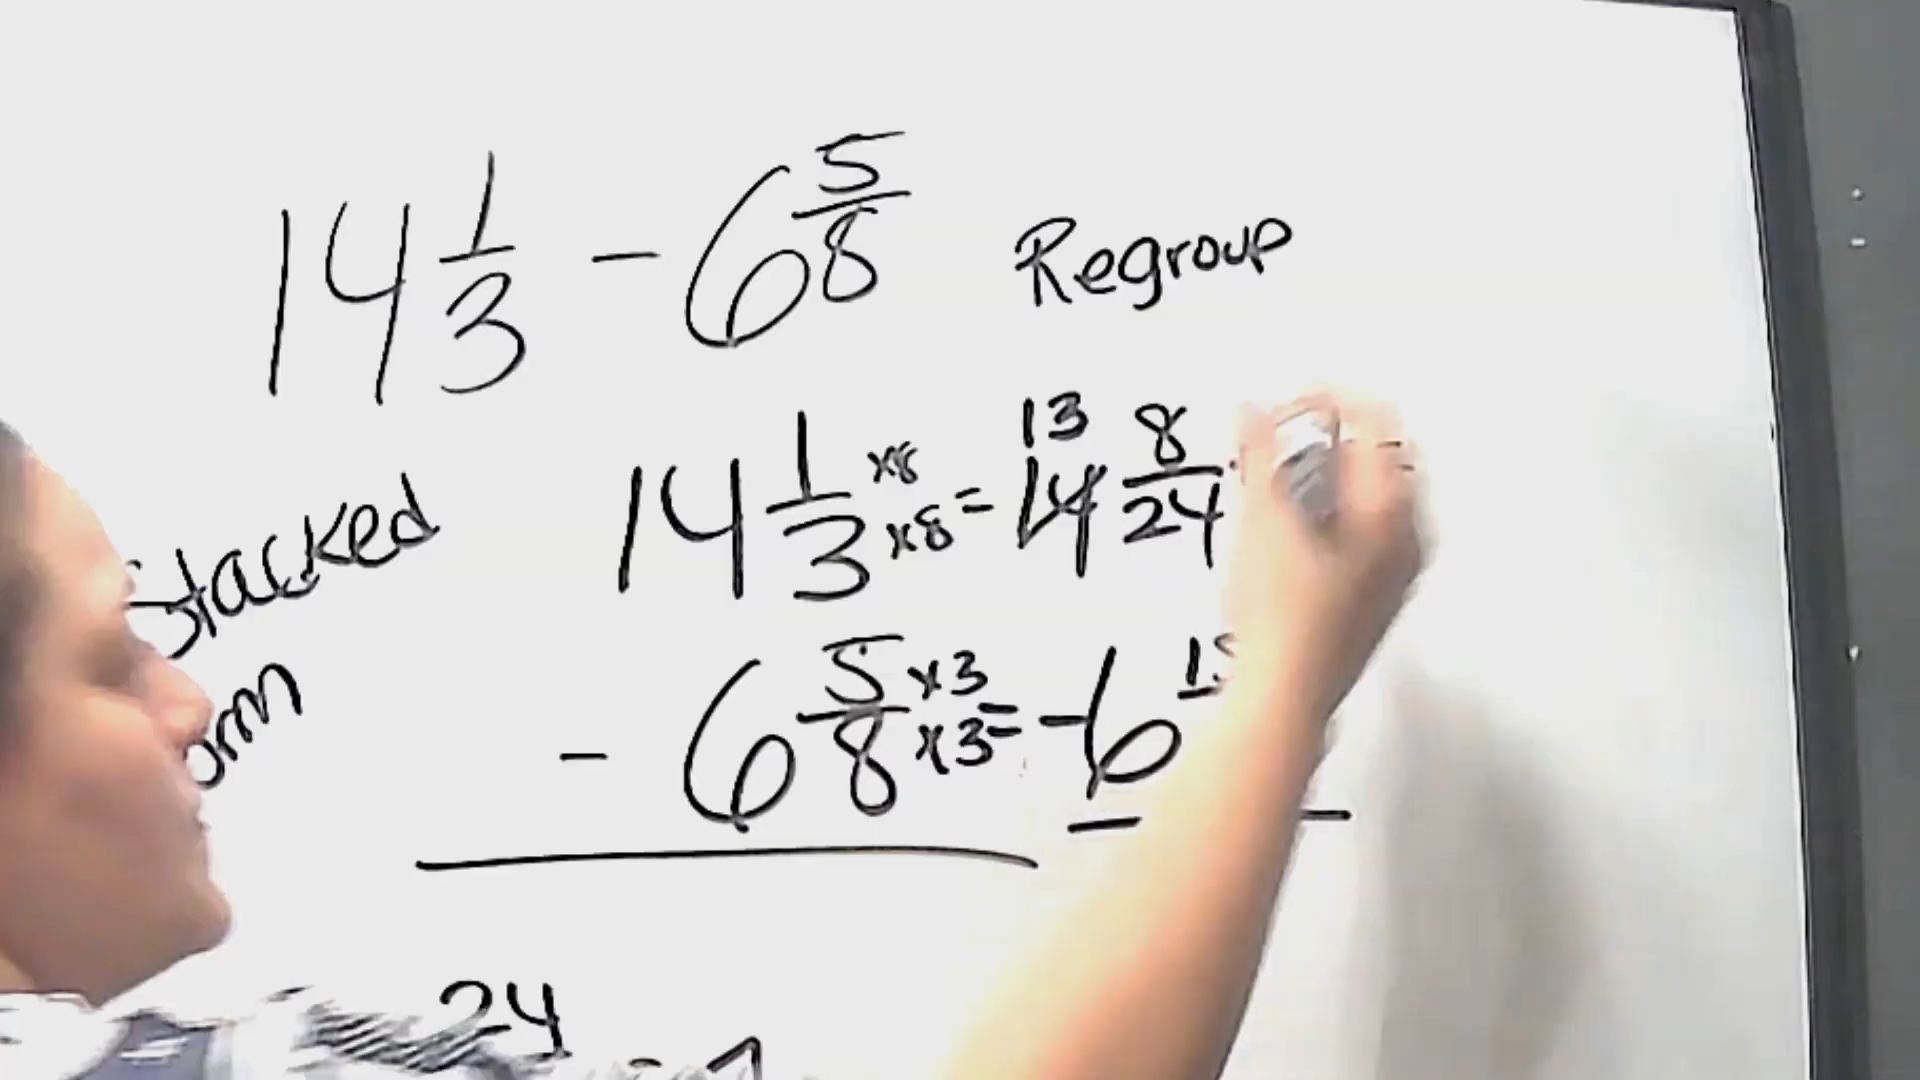 14 1/3 - 6 5/8 Regroup
13
14 1/3 ×8 ×8 = 14 8/24
Stacked
- 6 5/8 ×3 ×3 = -6
24